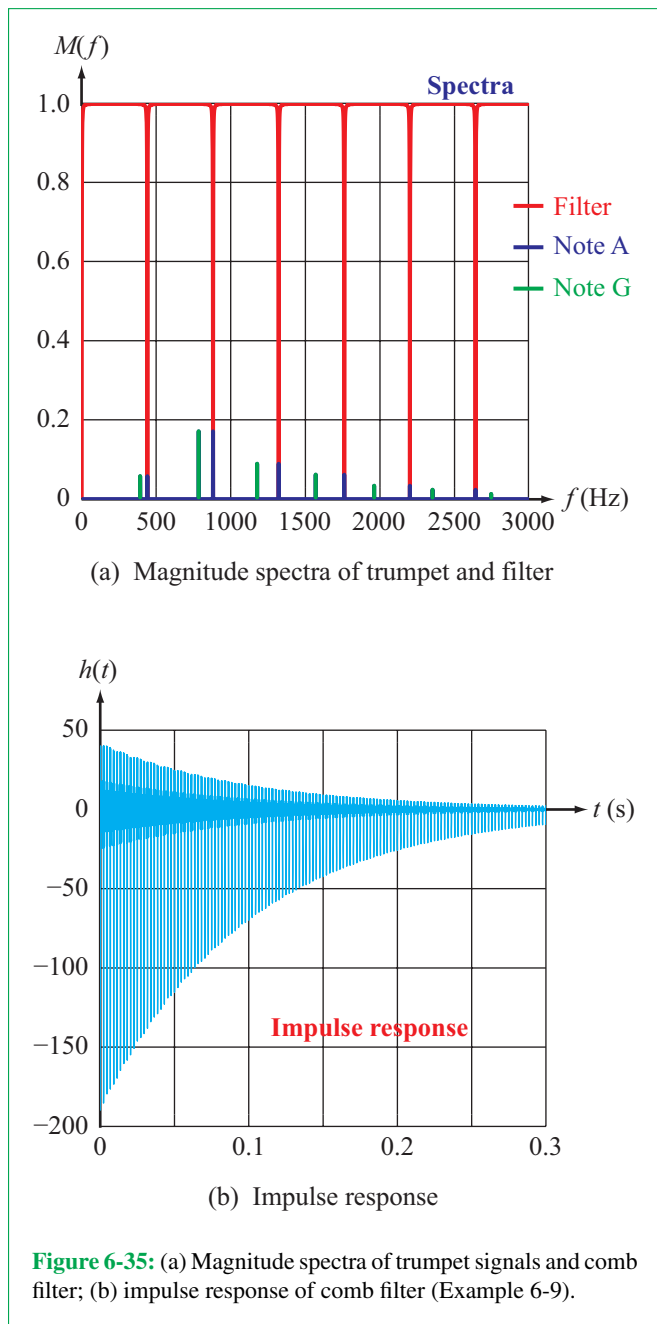 M(f)
Spectra
1.0
0.8
0.6
0.4
0.2
0
Filter
Note A
Note G
0 500 1000 1500 2000 2500 3000
f (Hz)
(a) Magnitude spectra of trumpet and filter
h(t)
50
0
−50
−100
−150
−200
t (s)
Impulse response
0 0.1 0.2 0.3
(b) Impulse response
Figure 6-35: (a) Magnitude spectra of trumpet signals and comb
filter; (b) impulse response of comb filter (Example 6-9).